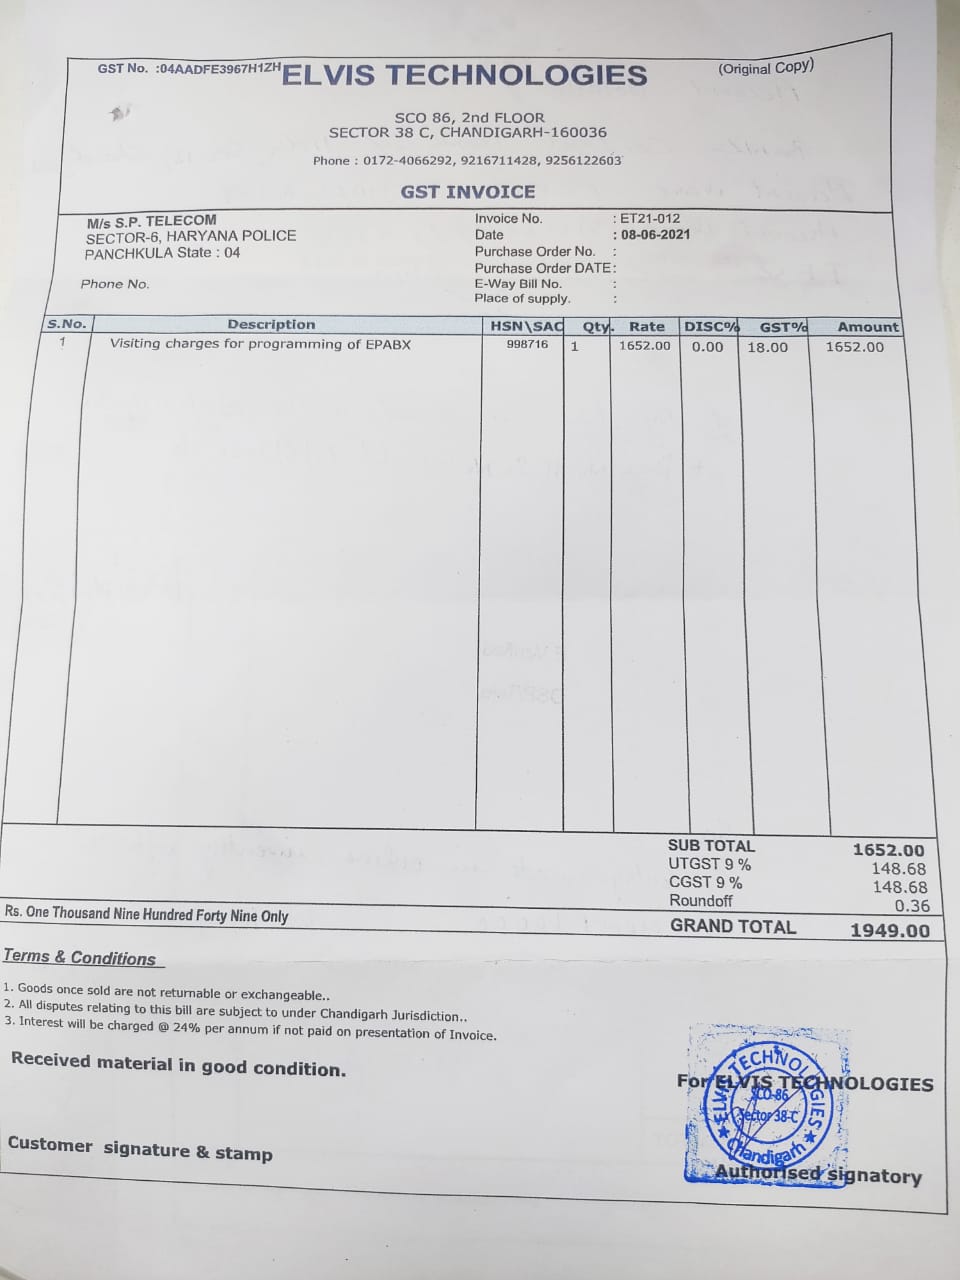 GST No. :04AADFE3967H1ZH
ELVIS TECHNOLOGIES
(Original Copy)
SCO 86, 2nd FLOOR
SECTOR 38 C, CHANDIGARH-160036
Phone : 0172-4066292, 9216711428, 9256122603
GST INVOICE
M/s S.P. TELECOM
SECTOR-6, HARYANA POLICE
PANCHKULA State : 04
Phone No.
Invoice No. : ET21-012
Date : 08-06-2021
Purchase Order No. :
Purchase Order DATE:
E-Way Bill No. :
Place of supply. :
S.No. Description HSN\SAC Qty. Rate DISC% GST% Amount
1 Visiting charges for programming of EPABX 998716 1 1652.00 0.00 18.00 1652.00
SUB TOTAL 1652.00
UTGST 9 % 148.68
CGST 9 % 148.68
Roundoff 0.36
Rs. One Thousand Nine Hundred Forty Nine Only
GRAND TOTAL 1949.00
Terms & Conditions
1. Goods once sold are not returnable or exchangeable..
2. All disputes relating to this bill are subject to under Chandigarh Jurisdiction..
3. Interest will be charged @ 24% per annum if not paid on presentation of Invoice.
Received material in good condition.
For ELVIS TECHNOLOGIES
ELVIS TECHNOLOGIES
SCO-86
Sector 38-C
Chandigarh
Customer signature & stamp
Authorised signatory